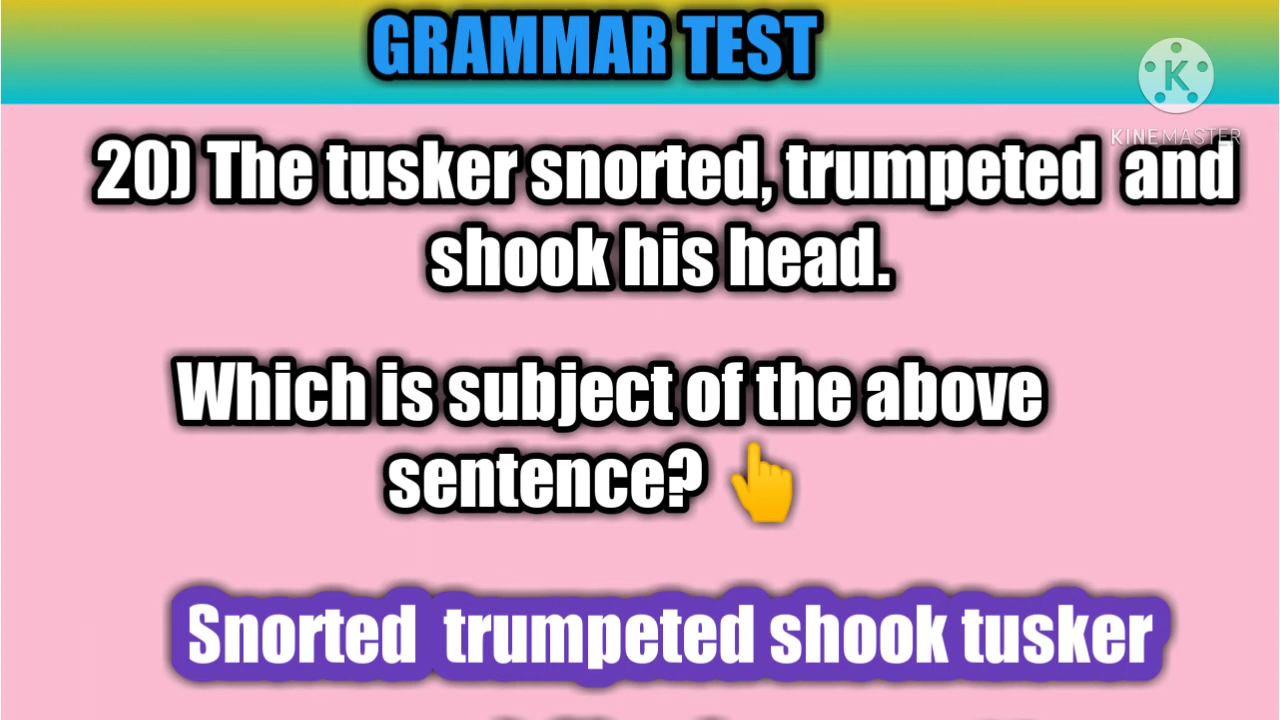 GRAMMAR TEST
K
KINEMASTER
20) The tusker snorted, trumpeted and
shook his head.
Which is subject of the above
sentence? 👆
Snorted trumpeted shook tusker